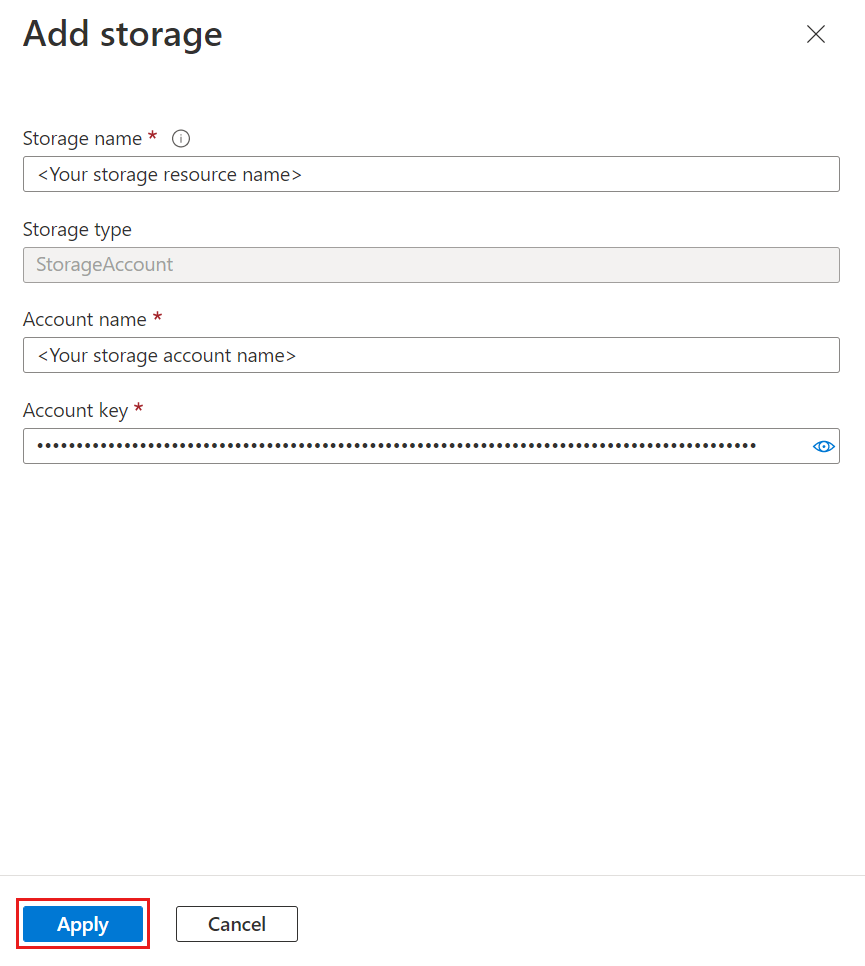 Add storage
Storage name *
<Your storage resource name>
Storage type
StorageAccount
Account name *
<Your storage account name>
Account key *
Apply
Cancel